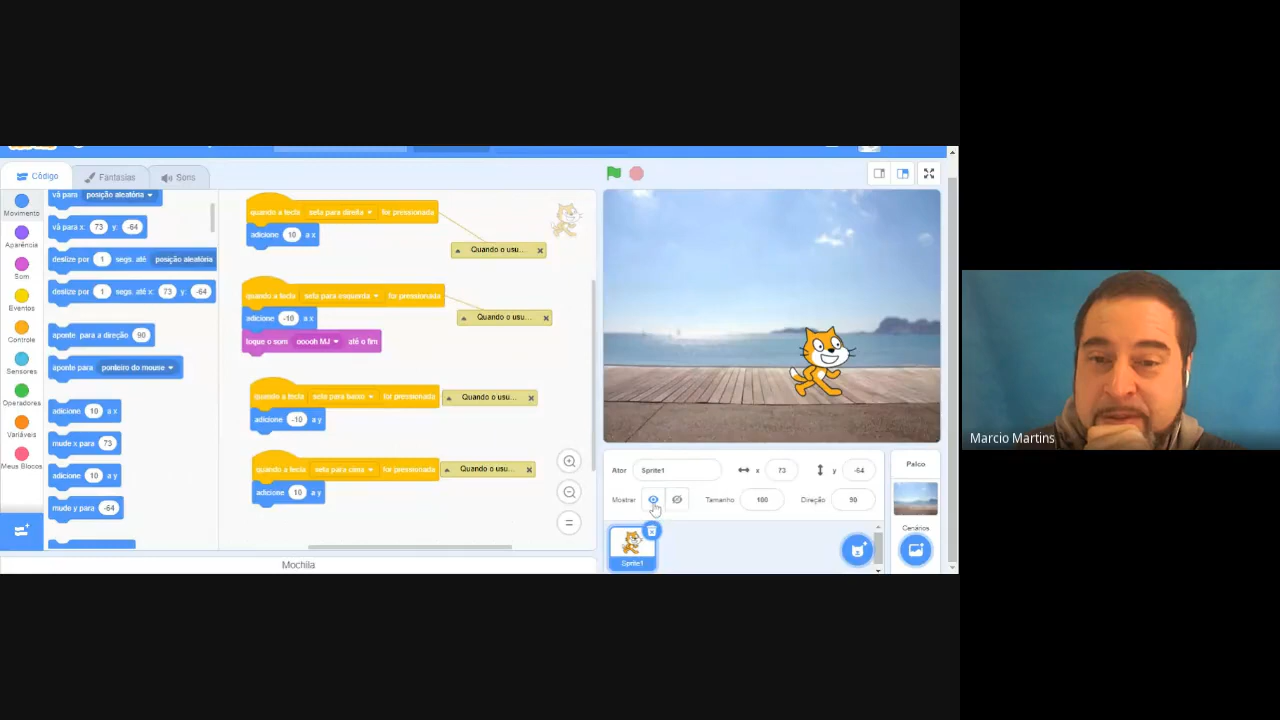 Código
Fantasias
Sons
Movimento
Aparência
Som
Eventos
Controle
Sensores
Operadores
Variáveis
Meus Blocos
vá para posição aleatória
vá para x: 73 y: -64
deslize por 1 segs. até posição aleatória
deslize por 1 segs. até x: 73 y: -64
aponte para a direção 90
aponte para ponteiro do mouse
adicione 10 a x
mude x para 73
adicione 10 a y
mude y para -64
quando a tecla seta para direita for pressionada
adicione 10 a x
Quando o usu...
quando a tecla seta para esquerda for pressionada
adicione -10 a x
toque o som ooooh MJ até o fim
Quando o usu...
quando a tecla seta para baixo for pressionada
adicione -10 a y
Quando o usu...
quando a tecla seta para cima for pressionada
adicione 10 a y
Quando o usu...
Mochila
Ator Sprite1 x 73 y -64
Mostrar Tamanho 100 Direção 90
Sprite1
Palco
Cenários
Marcio Martins